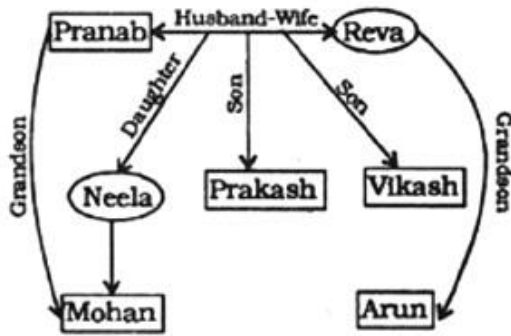 Husband-Wife
Pranab
Reva
Daughter
Son
Son
Grandson
Grandson
Neela
Prakash
Vikash
Mohan
Arun